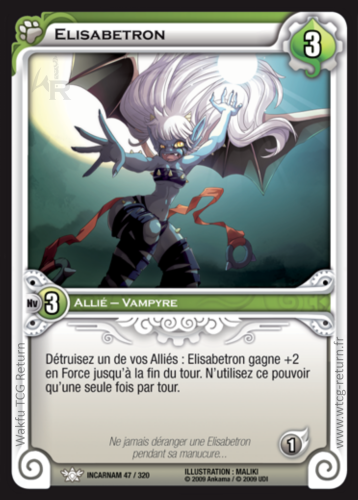 ELISABETRON
3
Nv 3
ALLIÉ – VAMPYRE
Détruisez un de vos Alliés : Elisabetron gagne +2
en Force jusqu'à la fin du tour. N'utilisez ce pouvoir
qu'une seule fois par tour.
Ne jamais déranger une Elisabetron
pendant sa manucure...
1
INCARNAM 47 / 320
ILLUSTRATION : MALIKI
© 2009 Ankama / © 2009 UDI
Wakfu TCG Return
www.wtcg-return.fr